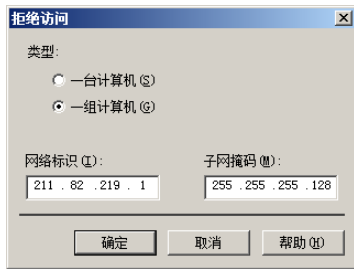 拒绝访问
类型:
一台计算机(S)
一组计算机(G)
网络标识(I): 子网掩码(M):
211 . 82 .219 . 1 255 .255 .255 .128
确定 取消 帮助(H)